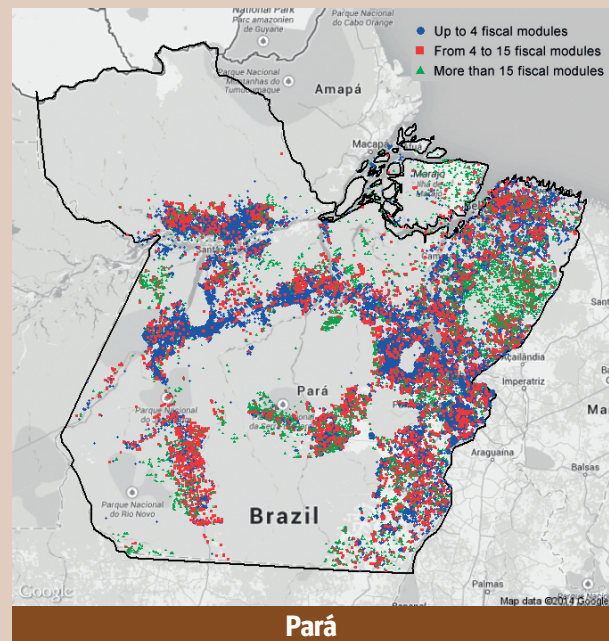 National Park
Parc amazonien
de Guyane
Parque Nacional
do Cabo Orange
Up to 4 fiscal modules
From 4 to 15 fiscal modules
More than 15 fiscal modules
Parque Nacional
Montanhas do
Tumucumaque
Amapá
Macapá
Marajó
Açailândia
Imperatriz
Pará
Araguaína
Balsas
Parque Nacional
do Rio Novo
Brazil
Palmas
Google
Map data ©2014 Google
Pará